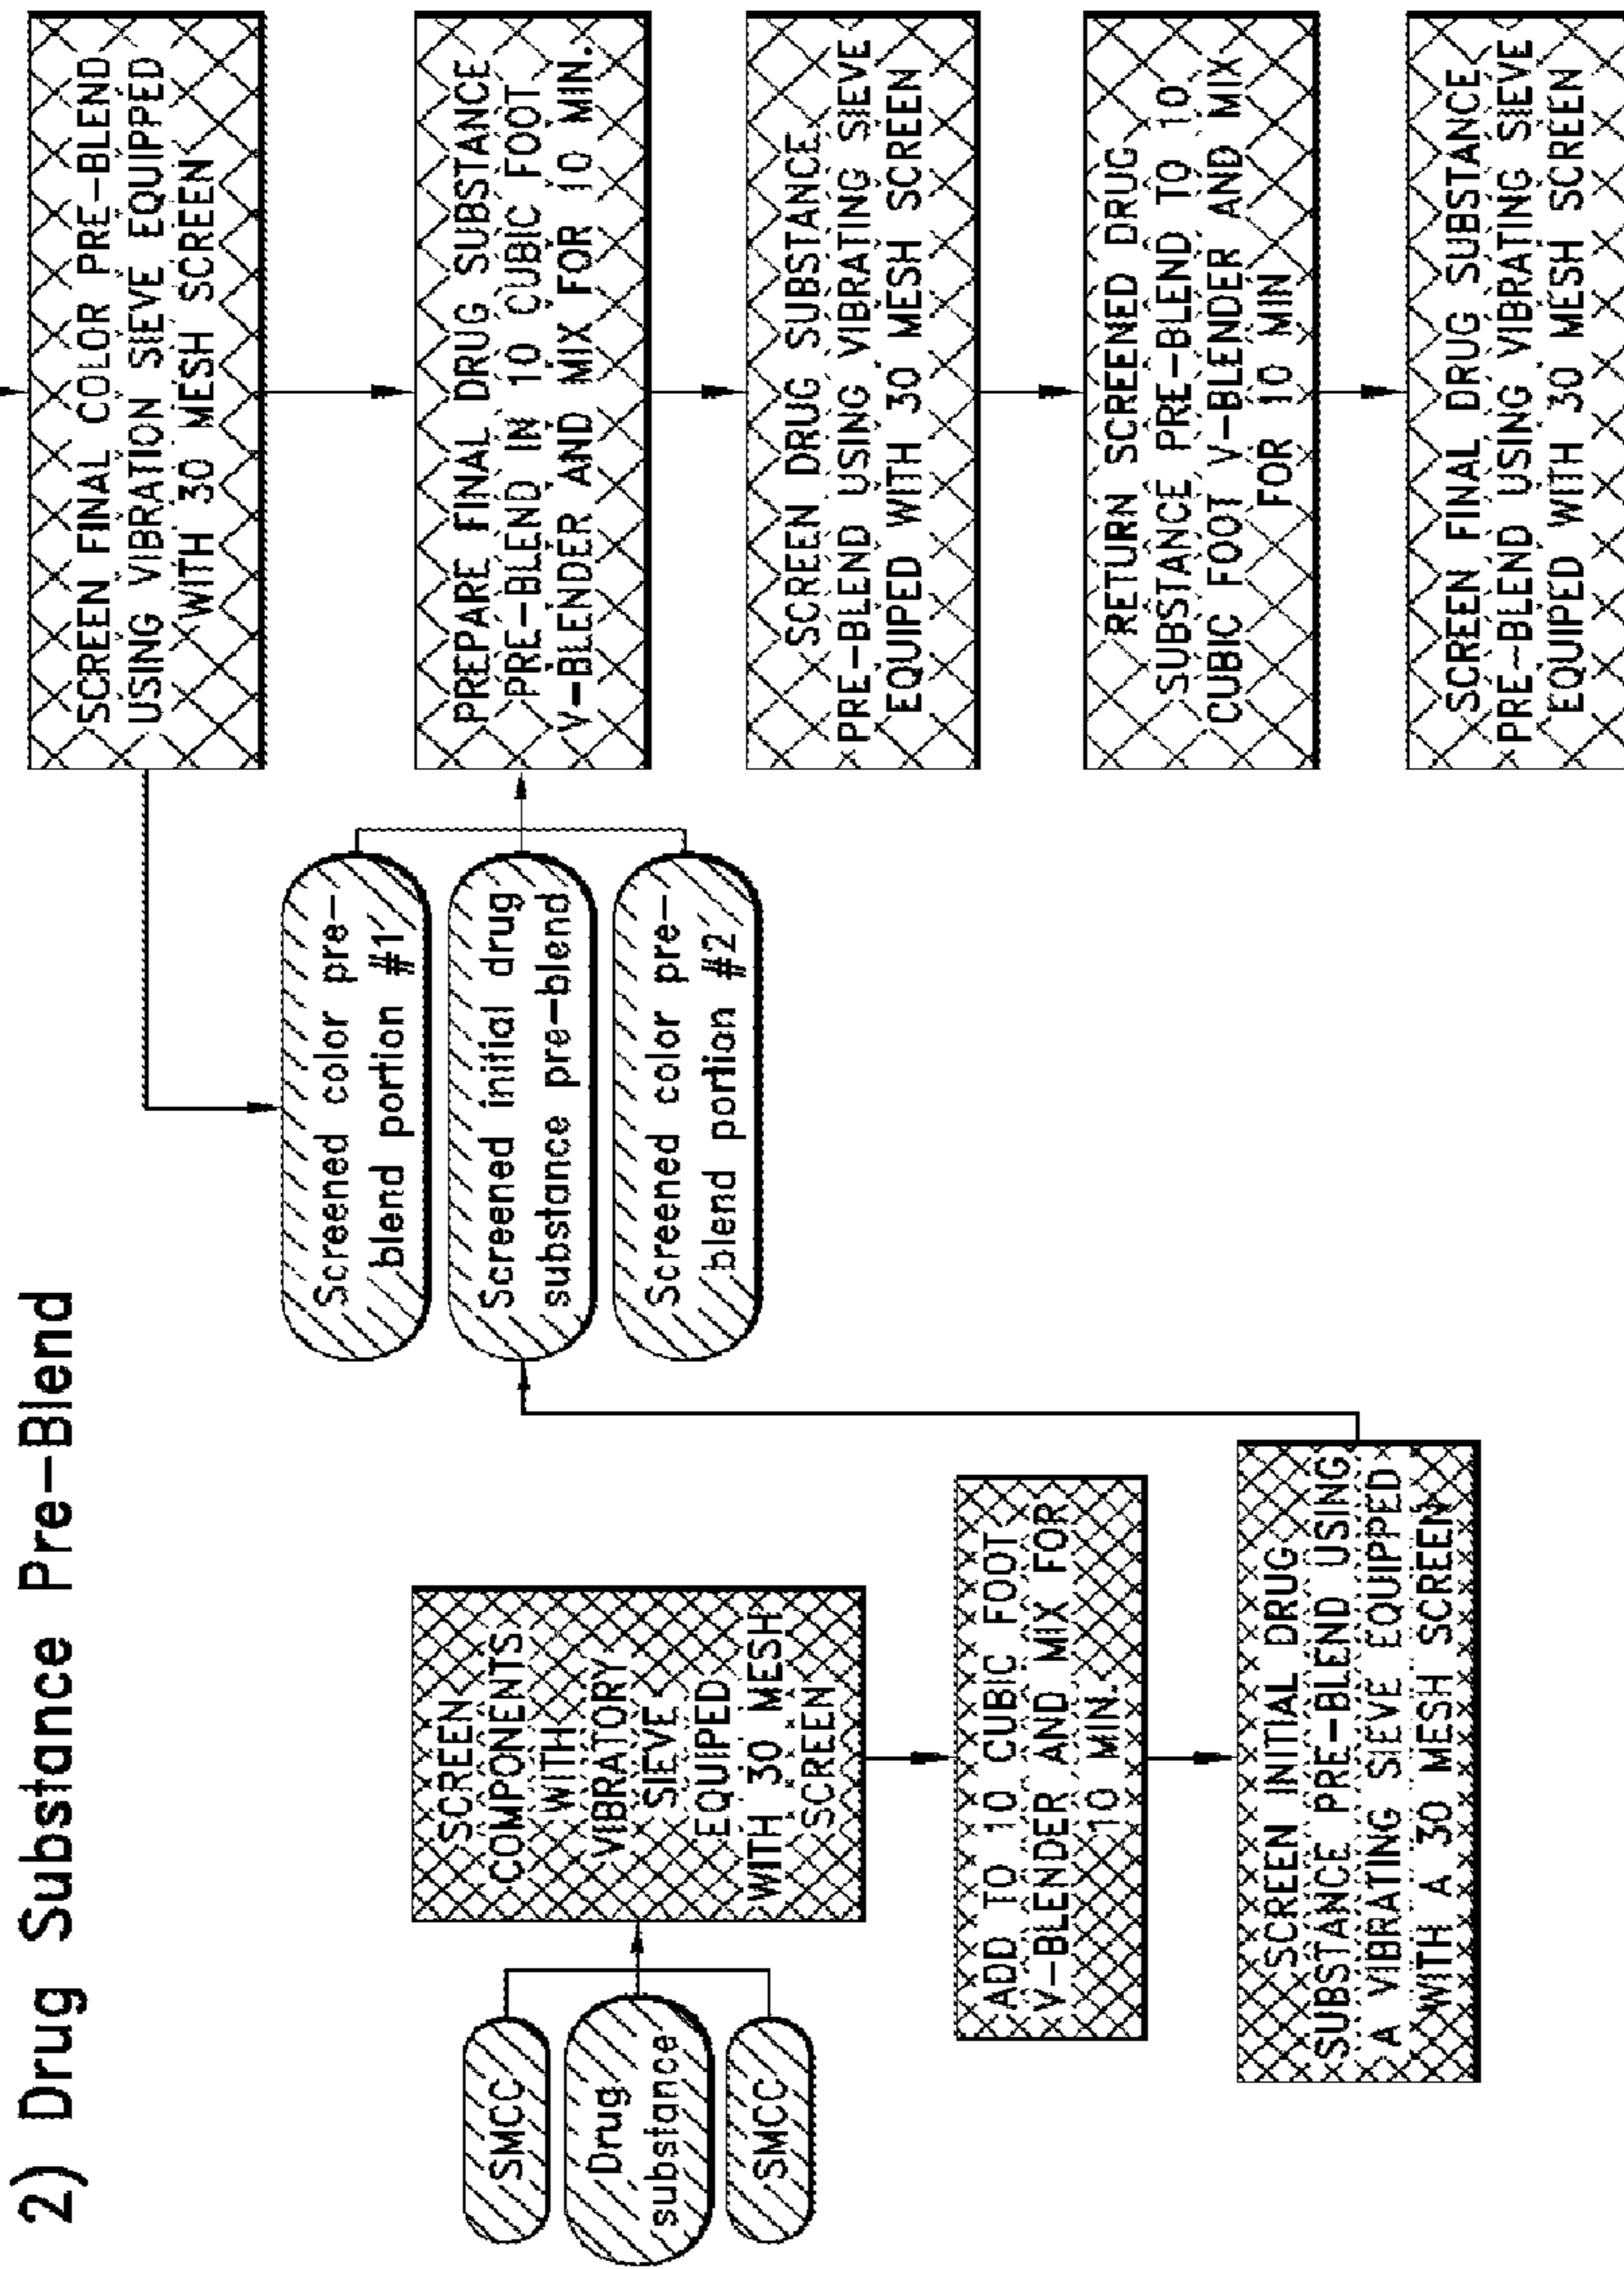 2) Drug Substance Pre-Blend
SCREEN FINAL COLOR PRE-BLEND
USING VIBRATION SIEVE EQUIPPED
WITH 30 MESH SCREEN
Screened color pre-
blend portion #1
Screened initial drug
substance pre-blend
Screened color pre-
blend portion #2
PREPARE FINAL DRUG SUBSTANCE
PRE-BLEND IN 10 CUBIC FOOT
V-BLENDER AND MIX FOR 10 MIN.
SCREEN DRUG SUBSTANCE
PRE-BLEND USING VIBRATING SIEVE
EQUIPED WITH 30 MESH SCREEN
RETURN SCREENED DRUG
SUBSTANCE PRE-BLEND TO 10
CUBIC FOOT V-BLENDER AND MIX
FOR 10 MIN
SCREEN FINAL DRUG SUBSTANCE
PRE-BLEND USING VIBRATING SIEVE
EQUIPED WITH 30 MESH SCREEN
SMCC
Drug
substance
SMCC
SCREEN
COMPONENTS
WITH
VIBRATORY
SIEVE
EQUIPED
WITH 30 MESH
SCREEN
ADD TO 10 CUBIC FOOT
V-BLENDER AND MIX FOR
10 MIN.
SCREEN INITIAL DRUG
SUBSTANCE PRE-BLEND USING
A VIBRATING SIEVE EQUIPPED
WITH A 30 MESH SCREEN